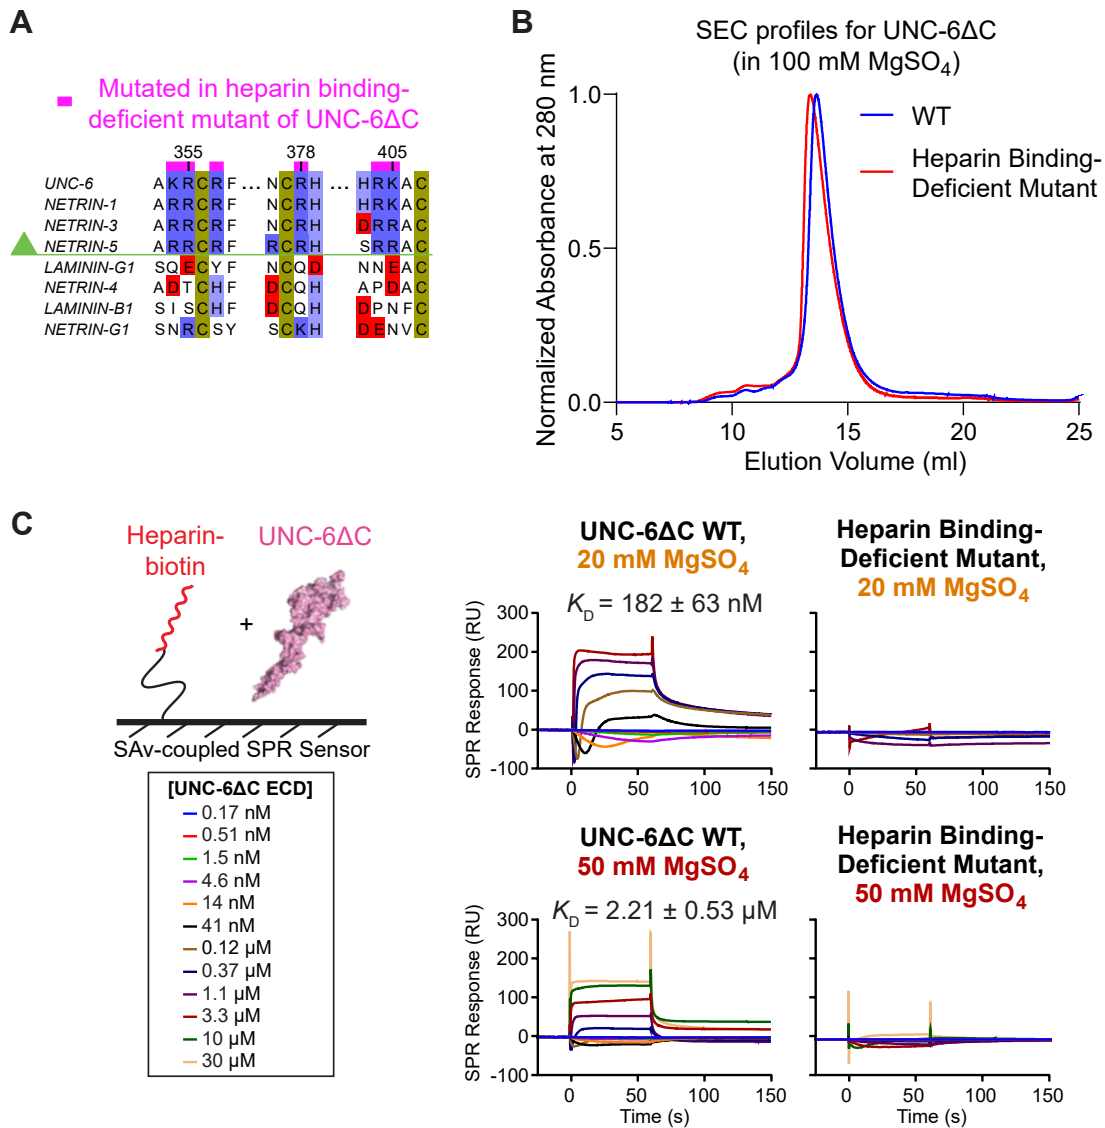 A
Mutated in heparin binding-
deficient mutant of UNC-6ΔC
355 378 405
UNC-6 A K R C R F ... N C R H ... H R K A C
NETRIN-1 A R R C R F N C R H H R K A C
NETRIN-3 A R R C R F N C R H D R R A C
NETRIN-5 A R R C R F R C R H S R R A C
LAMININ-G1 S Q E C Y F N C Q D N N E A C
NETRIN-4 A D T C H F D C Q H A P D A C
LAMININ-B1 S I S C H F D C Q H D P N F C
NETRIN-G1 S N R C S Y S C K H D E N V C
B
SEC profiles for UNC-6ΔC
(in 100 mM MgSO4)
Normalized Absorbance at 280 nm
1.0
0.5
0.0
WT
Heparin Binding-
Deficient Mutant
5 10 15 20 25
Elution Volume (ml)
C
Heparin-
biotin
UNC-6ΔC
+
SAv-coupled SPR Sensor
[UNC-6ΔC ECD]
0.17 nM
0.51 nM
1.5 nM
4.6 nM
14 nM
41 nM
0.12 µM
0.37 µM
1.1 µM
3.3 µM
10 µM
30 µM
UNC-6ΔC WT,
20 mM MgSO4
KD = 182 ± 63 nM
SPR Response (RU)
300
200
100
0
-100
0 50 100 150
Heparin Binding-
Deficient Mutant,
20 mM MgSO4
0 50 100 150
UNC-6ΔC WT,
50 mM MgSO4
KD = 2.21 ± 0.53 µM
SPR Response (RU)
300
200
100
0
-100
0 50 100 150
Time (s)
Heparin Binding-
Deficient Mutant,
50 mM MgSO4
0 50 100 150
Time (s)